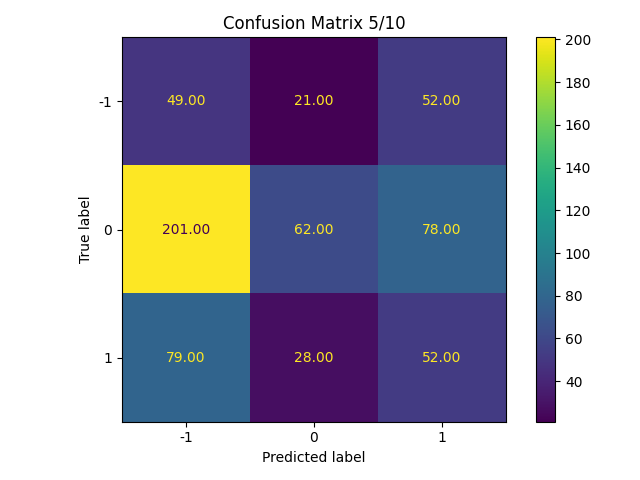 Confusion Matrix 5/10
True label
-1
49.00 21.00 52.00
0
201.00 62.00 78.00
1
79.00 28.00 52.00
-1 0 1
Predicted label
200
180
160
140
120
100
80
60
40